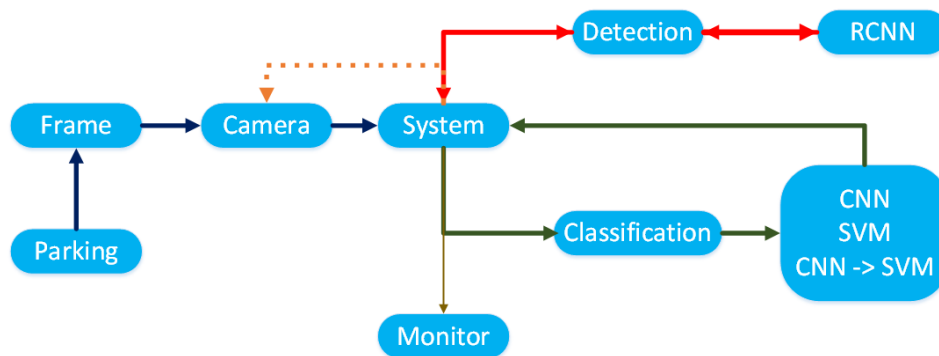 Detection
RCNN
Frame
Camera
System
CNN
SVM
CNN -> SVM
Parking
Classification
Monitor